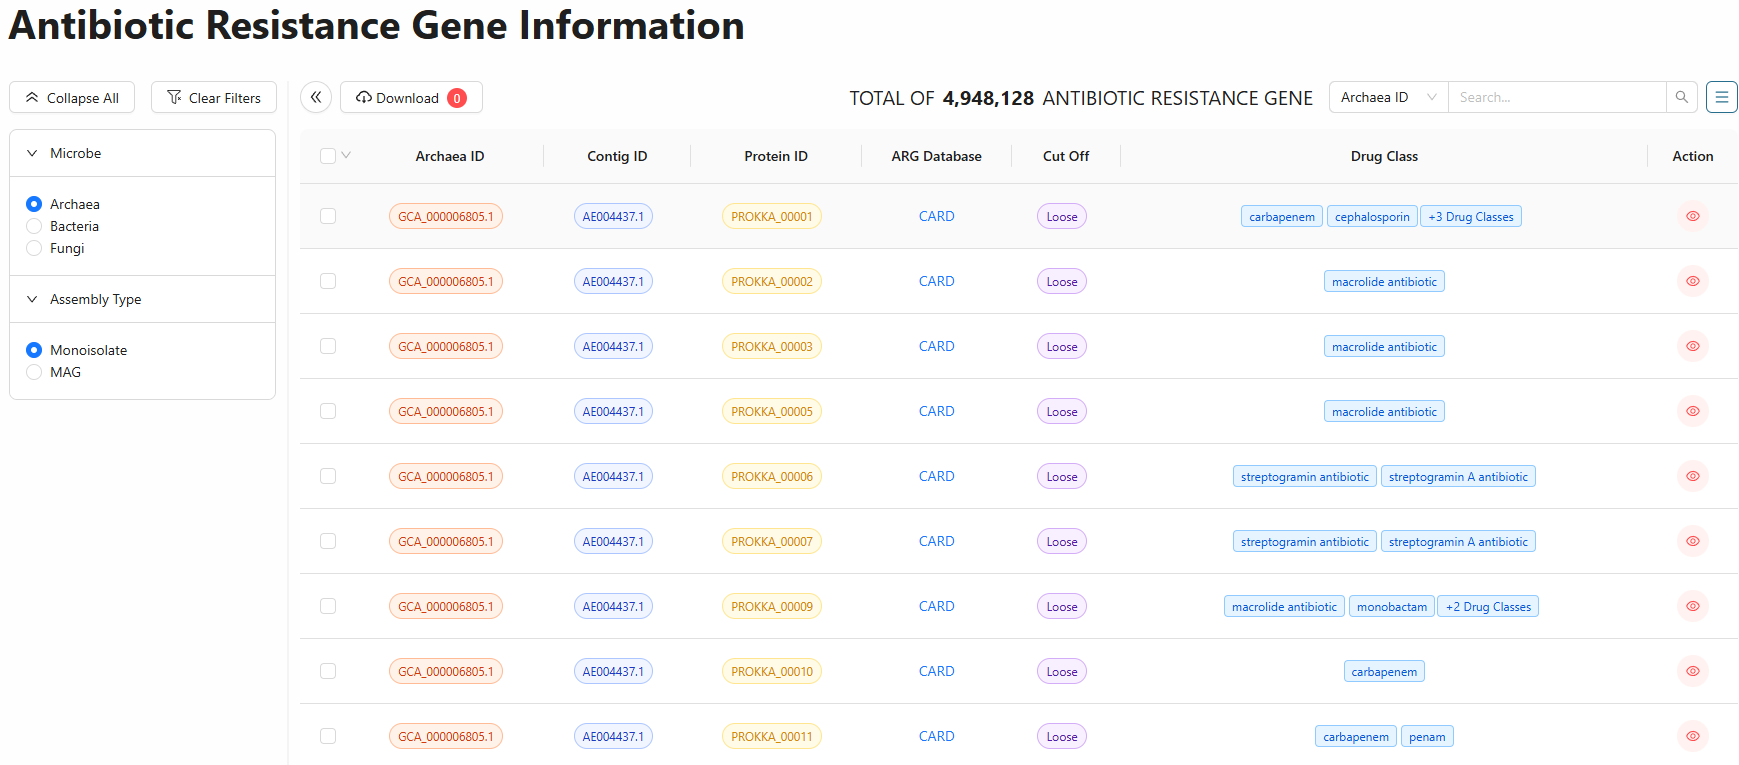 Antibiotic Resistance Gene Information
Collapse All Clear Filters Download 0 TOTAL OF 4,948,128 ANTIBIOTIC RESISTANCE GENE Archaea ID Search...
Microbe
Archaea
Bacteria
Fungi
Assembly Type
Monoisolate
MAG
Archaea ID Contig ID Protein ID ARG Database Cut Off Drug Class Action
GCA_000006805.1 AE004437.1 PROKKA_00001 CARD Loose carbapenem cephalosporin +3 Drug Classes
GCA_000006805.1 AE004437.1 PROKKA_00002 CARD Loose macrolide antibiotic
GCA_000006805.1 AE004437.1 PROKKA_00003 CARD Loose macrolide antibiotic
GCA_000006805.1 AE004437.1 PROKKA_00005 CARD Loose macrolide antibiotic
GCA_000006805.1 AE004437.1 PROKKA_00006 CARD Loose streptogramin antibiotic streptogramin A antibiotic
GCA_000006805.1 AE004437.1 PROKKA_00007 CARD Loose streptogramin antibiotic streptogramin A antibiotic
GCA_000006805.1 AE004437.1 PROKKA_00009 CARD Loose macrolide antibiotic monobactam +2 Drug Classes
GCA_000006805.1 AE004437.1 PROKKA_00010 CARD Loose carbapenem
GCA_000006805.1 AE004437.1 PROKKA_00011 CARD Loose carbapenem penam